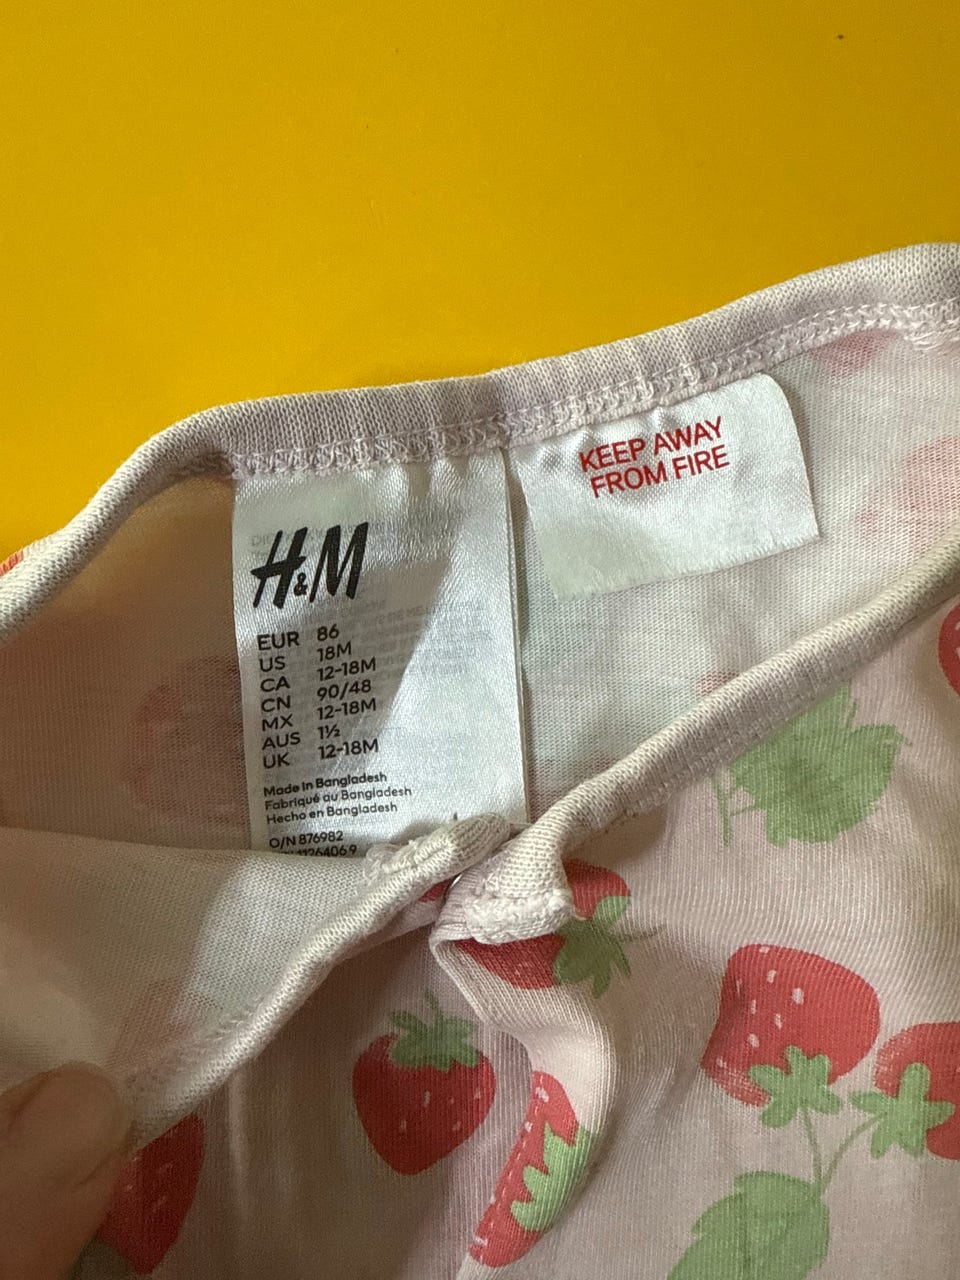 H&M
EUR 86
US 18M
CA 12-18M
CN 90/48
MX 12-18M
AUS 1½
UK 12-18M
Made in Bangladesh
Fabriqué au Bangladesh
Hecho en Bangladesh
O/N 876982
KEEP AWAY
FROM FIRE